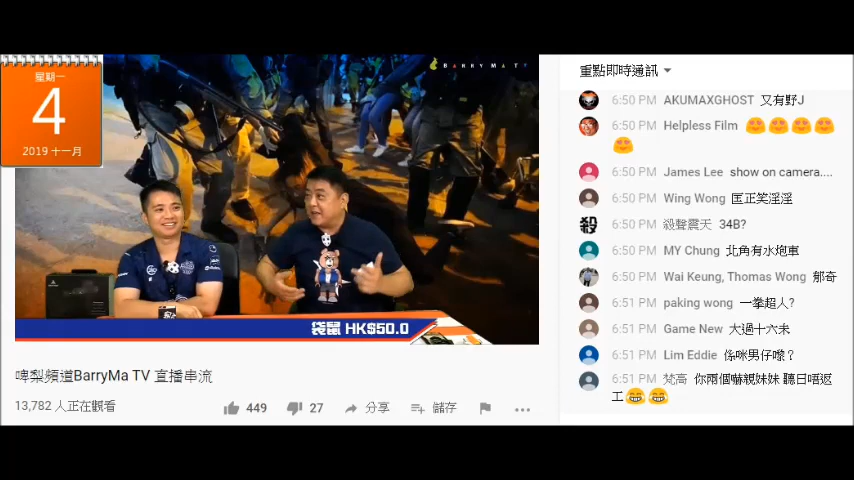 星期一
4
2019 十一月
BARRYMA TV
袋鼠 HK$50.0
啤梨頻道BarryMa TV 直播串流
13,782 人正在觀看
449
27
分享
儲存
重點即時通訊
6:50 PM AKUMAXGHOST 又有野J
6:50 PM Helpless Film 😍😍😍😍
😍
6:50 PM James Lee show on camera....
6:50 PM Wing Wong 匡正笑淫淫
殺
6:50 PM 殺聲震天 34B?
6:50 PM MY Chung 北角有水炮車
6:50 PM Wai Keung, Thomas Wong 郁奇
6:51 PM paking wong 一拳超人?
6:51 PM Game New 大過十六未
6:51 PM Lim Eddie 係咪男仔嚟？
6:51 PM 梵高 你兩個嚇親妹妹 聽日唔返
工😂😂